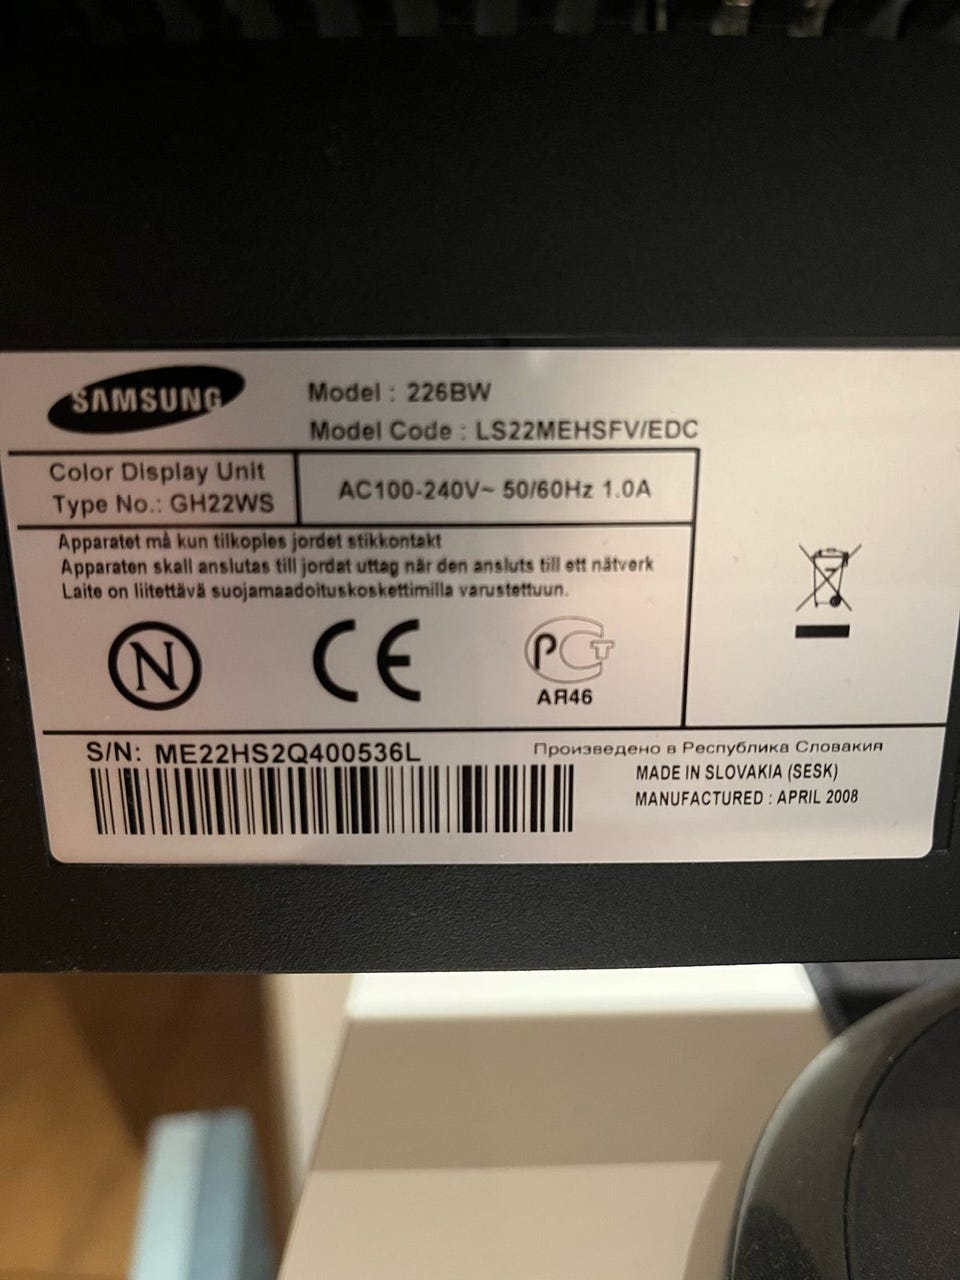 SAMSUNG
Model : 226BW
Model Code : LS22MEHSFV/EDC
Color Display Unit
Type No.: GH22WS
AC100-240V~ 50/60Hz 1.0A
Apparatet må kun tilkoples jordet stikkontakt
Apparaten skall anslutas till jordat uttag när den ansluts till ett nätverk
Laite on liitettävä suojamaadoituskoskettimilla varustettuun.
N
CE
РСТ
АЯ46
S/N: ME22HS2Q400536L
Произведено в Республика Словакия
MADE IN SLOVAKIA (SESK)
MANUFACTURED : APRIL 2008